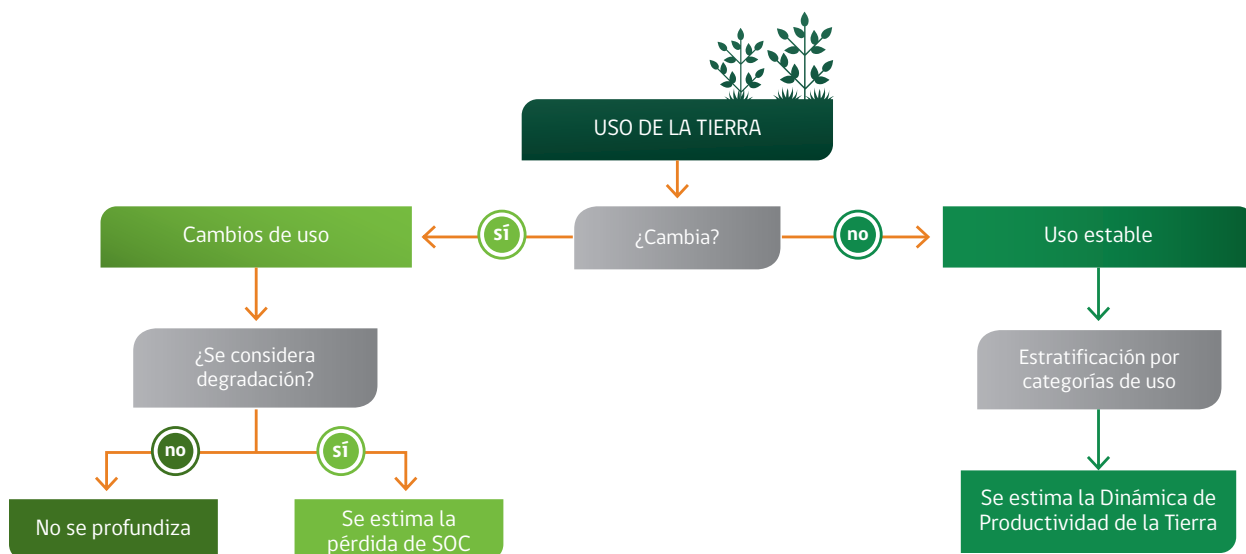 USO DE LA TIERRA
Cambios de uso
sí
¿Cambia?
no
Uso estable
¿Se considera
degradación?
Estratificación por
categorías de uso
no
sí
No se profundiza
Se estima la
pérdida de SOC
Se estima la Dinámica de
Productividad de la Tierra